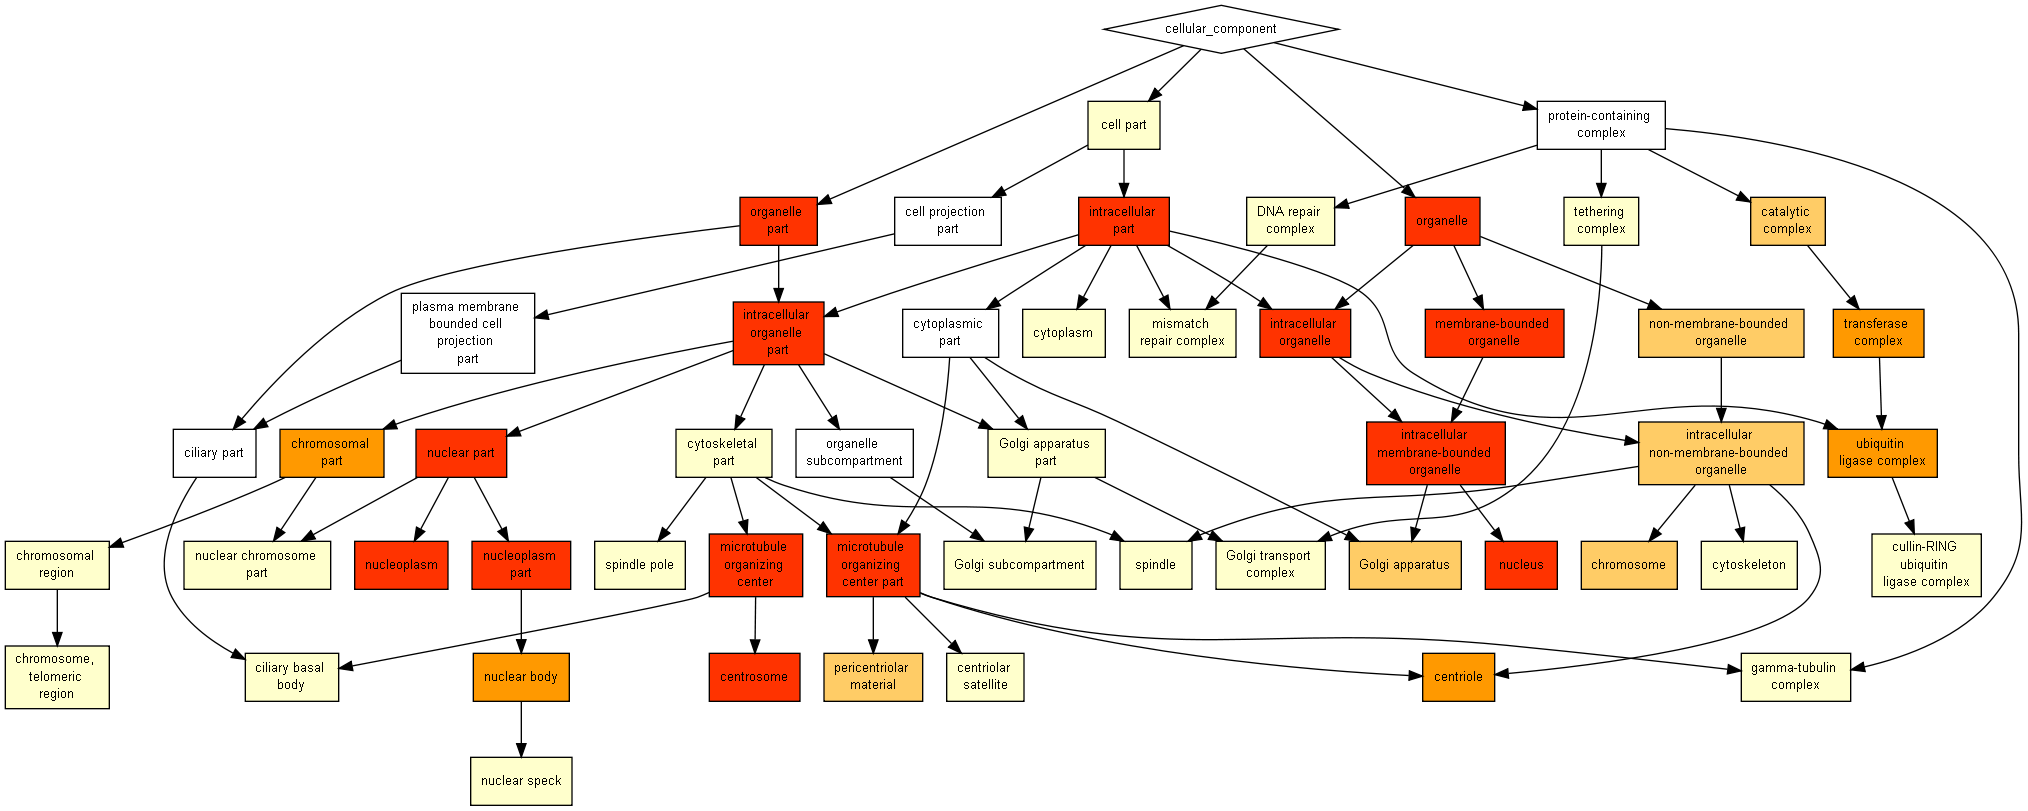 cellular_component
cell part
protein-containing
complex
organelle
part
cell projection
part
intracellular
part
DNA repair
complex
organelle
tethering
complex
catalytic
complex
plasma membrane
bounded cell
projection
part
intracellular
organelle
part
cytoplasmic
part
cytoplasm
mismatch
repair complex
intracellular
organelle
membrane-bounded
organelle
non-membrane-bounded
organelle
transferase
complex
ciliary part
chromosomal
part
nuclear part
cytoskeletal
part
organelle
subcompartment
Golgi apparatus
part
intracellular
membrane-bounded
organelle
intracellular
non-membrane-bounded
organelle
ubiquitin
ligase complex
chromosomal
region
nuclear chromosome
part
nucleoplasm
nucleoplasm
part
spindle pole
microtubule
organizing
center
microtubule
organizing
center part
Golgi subcompartment
spindle
Golgi transport
complex
Golgi apparatus
nucleus
chromosome
cytoskeleton
cullin-RING
ubiquitin
ligase complex
chromosome,
telomeric
region
ciliary basal
body
nuclear body
centrosome
pericentriolar
material
centriolar
satellite
centriole
gamma-tubulin
complex
nuclear speck